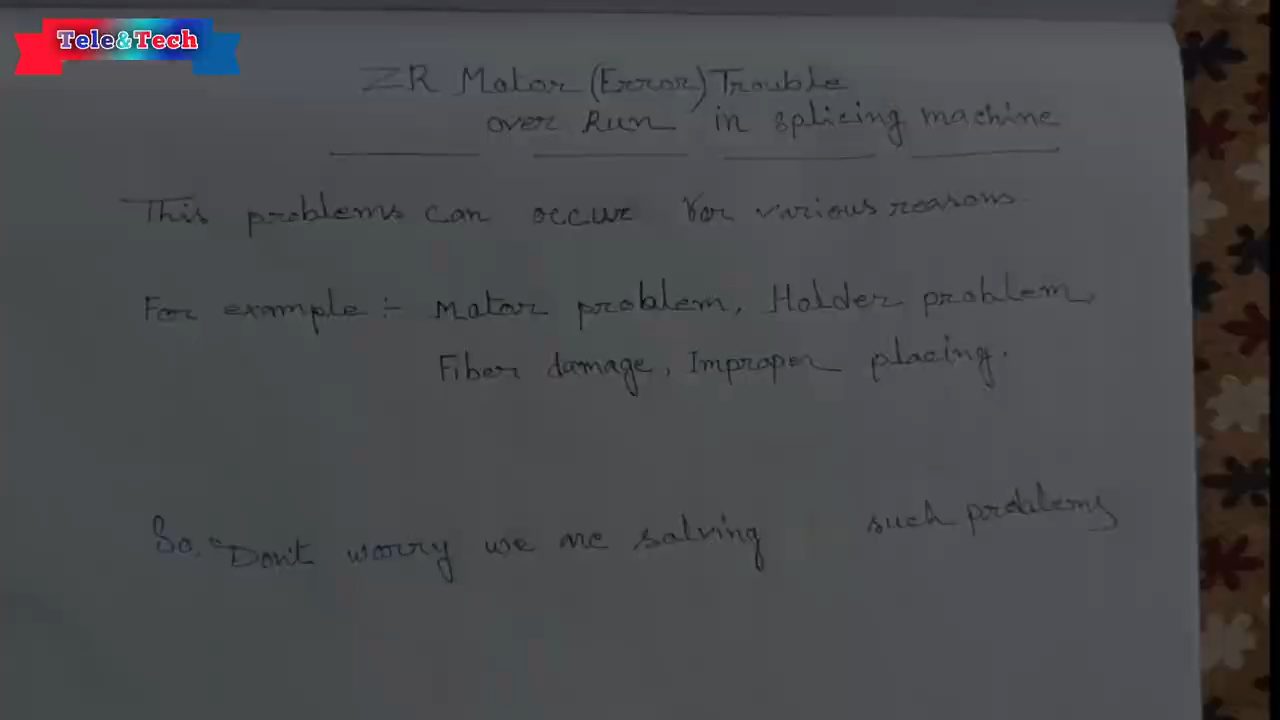 Tele&Tech
ZR Motor (Error) Trouble
over Run in splicing machine
This problems can occur for various reasons.
For example :- Motor problem, Holder problem,
Fiber damage, Improper placing.
So, "Don't worry we are solving such problems